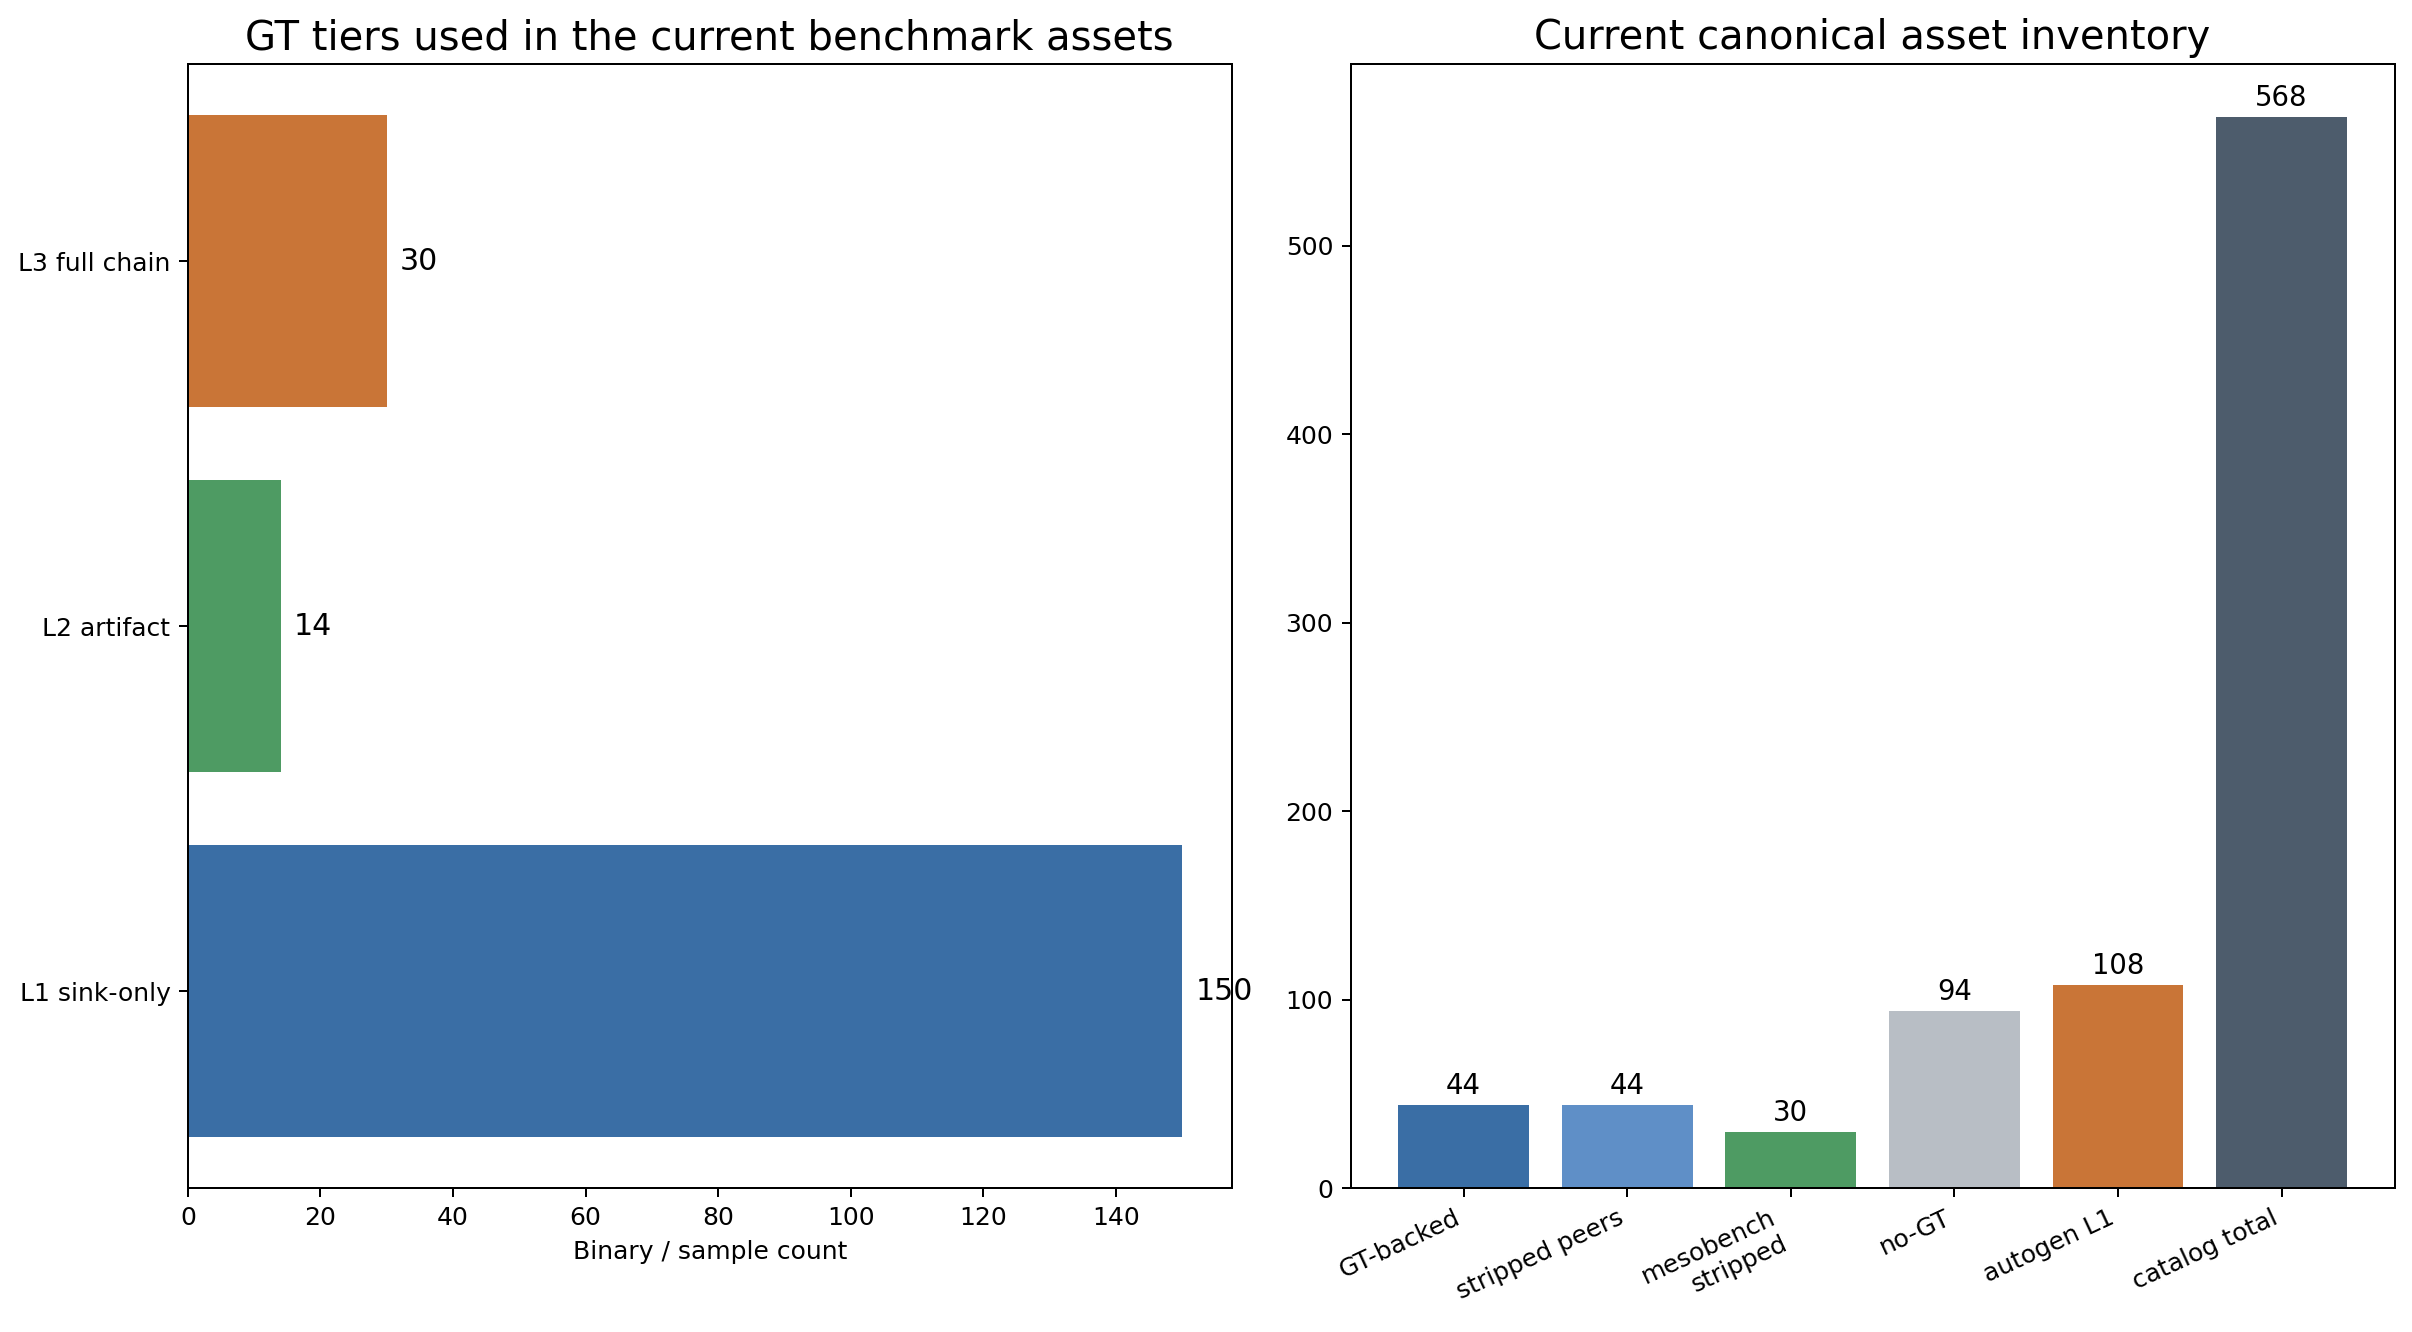 GT tiers used in the current benchmark assets
L3 full chain
30
L2 artifact
14
L1 sink-only
150
0 20 40 60 80 100 120 140
Binary / sample count
Current canonical asset inventory
500
400
300
200
100
0
44
44
30
94
108
568
GT-backed
stripped peers
mesobench
stripped
no-GT
autogen L1
catalog total